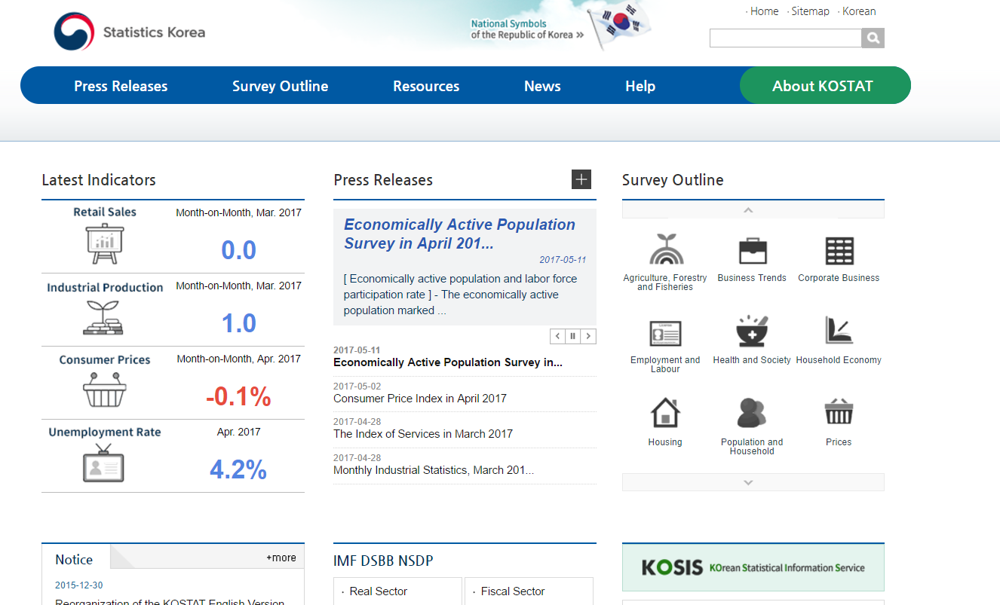 Statistics Korea
National Symbols
of the Republic of Korea »
· Home · Sitemap · Korean
Press Releases Survey Outline Resources News Help About KOSTAT
Latest Indicators
Retail Sales
Month-on-Month, Mar. 2017
0.0
Industrial Production
Month-on-Month, Mar. 2017
1.0
Consumer Prices
Month-on-Month, Apr. 2017
-0.1%
Unemployment Rate
Apr. 2017
4.2%
Press Releases
Economically Active Population
Survey in April 201...
2017-05-11
[ Economically active population and labor force
participation rate ] - The economically active
population marked ...
2017-05-11
Economically Active Population Survey in...
2017-05-02
Consumer Price Index in April 2017
2017-04-28
The Index of Services in March 2017
2017-04-28
Monthly Industrial Statistics, March 201...
Survey Outline
Agriculture, Forestry
and Fisheries
Business Trends
Corporate Business
Employment and
Labour
Health and Society
Household Economy
Housing
Population and
Household
Prices
Notice
+more
2015-12-30
Reorganization of the KOSTAT English Version
IMF DSBB NSDP
· Real Sector
· Fiscal Sector
KOSIS KOrean Statistical Information Service